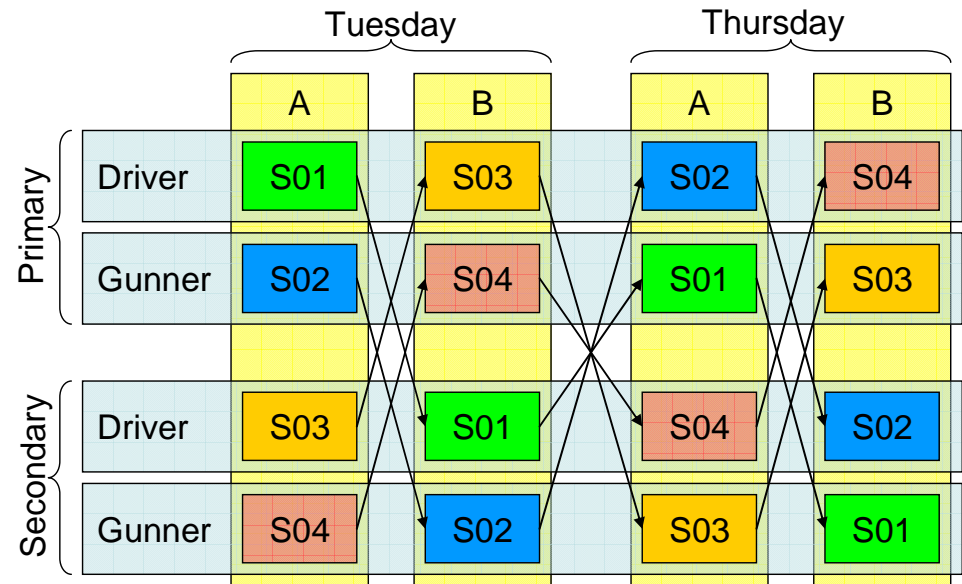 Tuesday Thursday
A B A B
Primary
Driver S01 S03 S02 S04
Gunner S02 S04 S01 S03
Secondary
Driver S03 S01 S04 S02
Gunner S04 S02 S03 S01